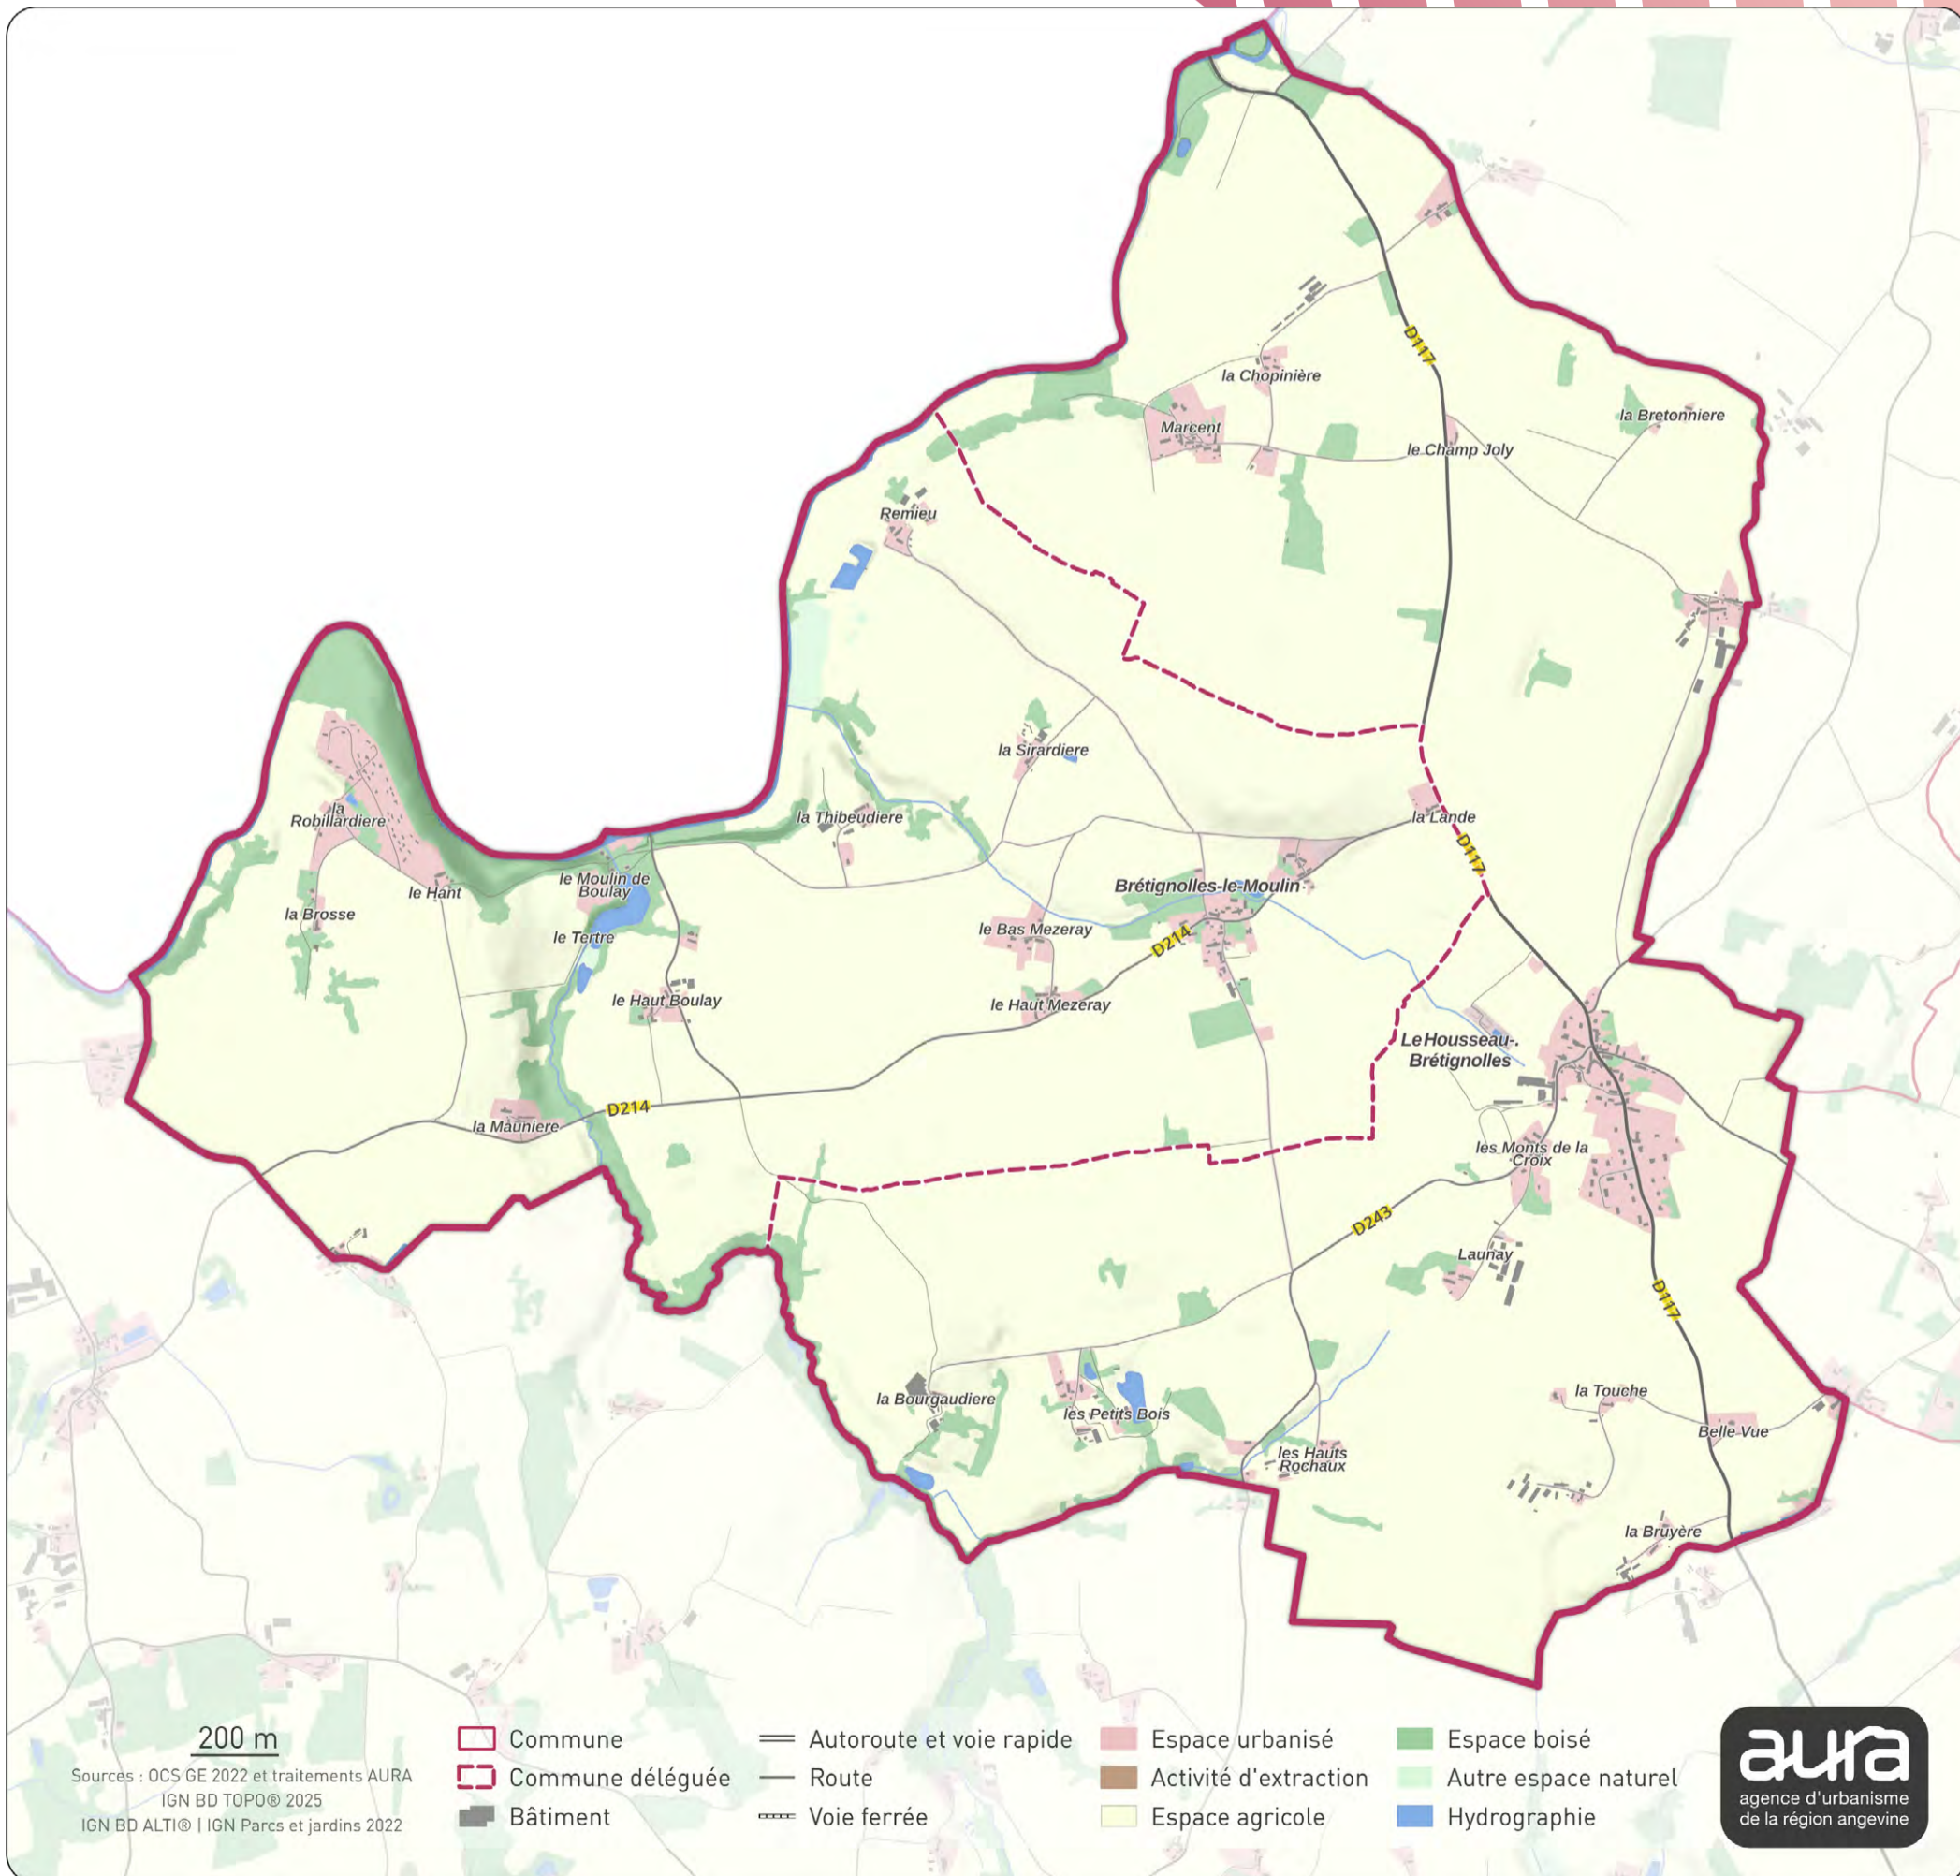 D117
la Chopinière
la Bretonniere
Marcent
le Champ Joly
Remieu
la Sirardiere
la
Robillardiere
la Thibeudiere
la Lande
D117
le Moulin de
Boulay
Brétignolles-le-Moulin
le Hant
la Brosse
le Tertre
le Bas Mezeray
D214
le Haut Boulay
le Haut Mezeray
Le Housseau-
Brétignolles
D214
la Mauniere
les Monts de la
Croix
D243
Launay
D117
la Bourgaudiere
les Petits Bois
la Touche
Belle Vue
les Hauts
Rochaux
la Bruyère
200 m
Sources : OCS GE 2022 et traitements AURA
IGN BD TOPO® 2025
IGN BD ALTI® | IGN Parcs et jardins 2022
Commune
Commune déléguée
Bâtiment
Autoroute et voie rapide
Route
Voie ferrée
Espace urbanisé
Activité d'extraction
Espace agricole
Espace boisé
Autre espace naturel
Hydrographie
aura
agence d'urbanisme
de la région angevine